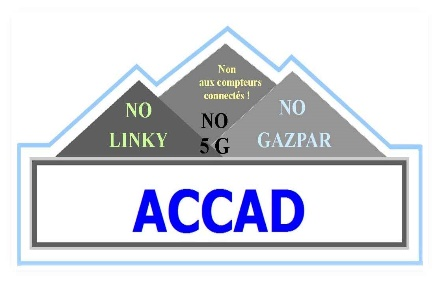 Non
aux compteurs
connectés !
NO
LINKY
NO
5 G
NO
GAZPAR
ACCAD